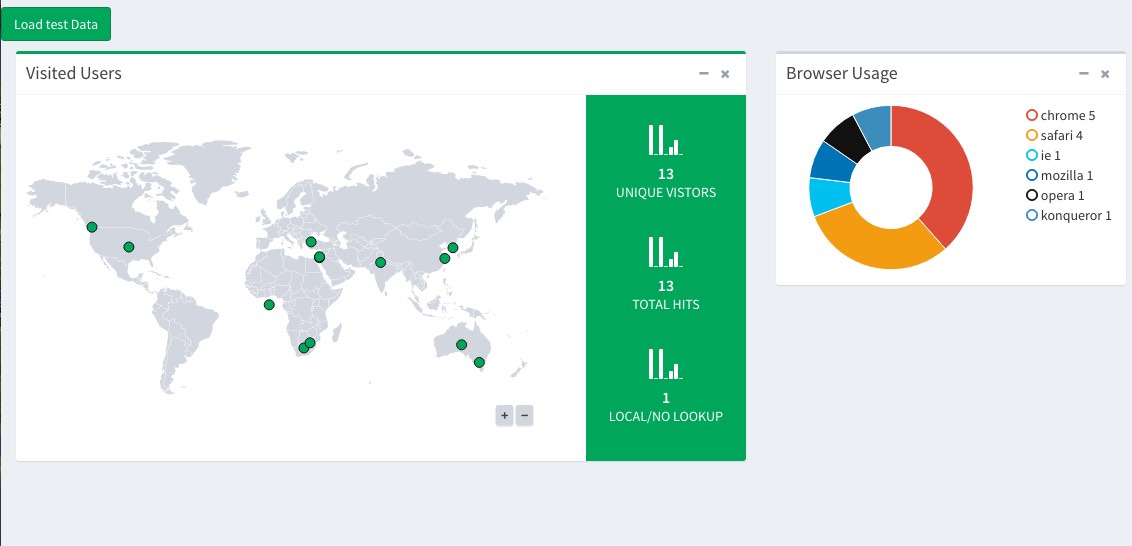 Load test Data
Visited Users
13
UNIQUE VISTORS
13
TOTAL HITS
1
LOCAL/NO LOOKUP
+ −
Browser Usage
chrome 5
safari 4
ie 1
mozilla 1
opera 1
konqueror 1